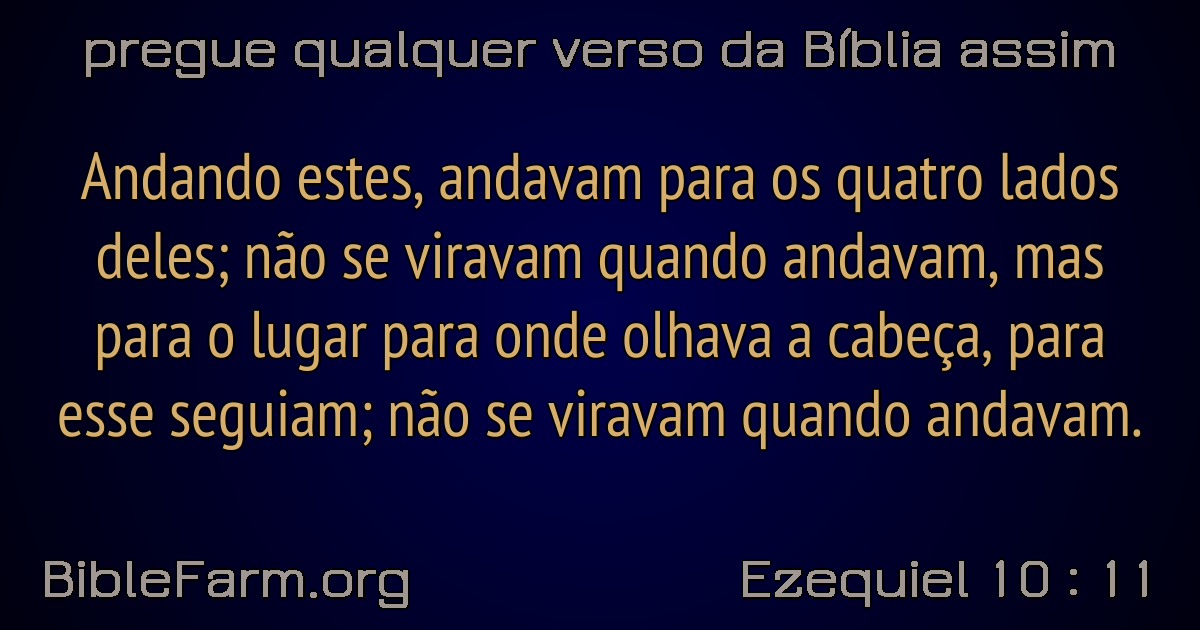 pregue qualquer verso da Bíblia assim
Andando estes, andavam para os quatro lados
deles; não se viravam quando andavam, mas
para o lugar para onde olhava a cabeça, para
esse seguiam; não se viravam quando andavam.
BibleFarm.org
Ezequiel 10 : 11